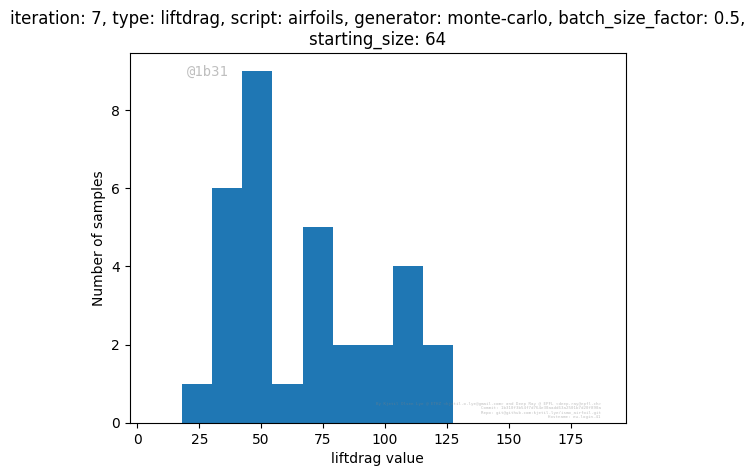 iteration: 7, type: liftdrag, script: airfoils, generator: monte-carlo, batch_size_factor: 0.5,
starting_size: 64
@1b31
8
6
4
2
0
Number of samples
0 25 50 75 100 125 150 175
liftdrag value